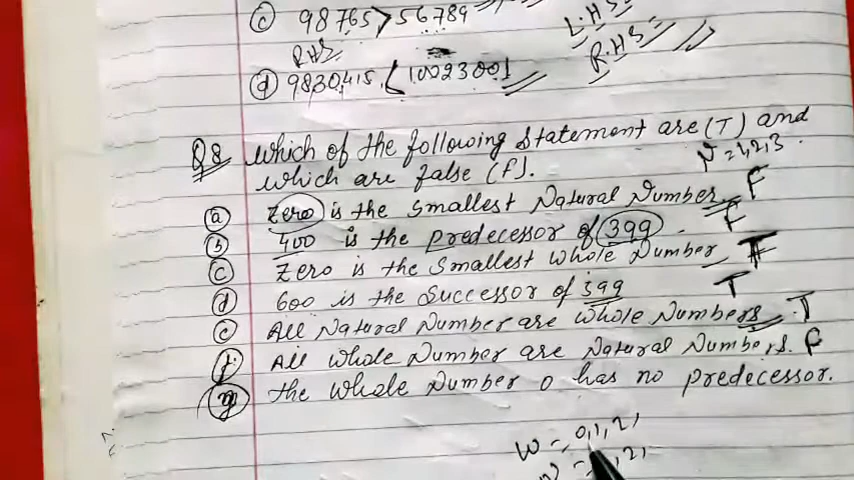 (c) 98765 > 56789
L.H.S
RHS
R.H.S
(d) 9830415 < 10023001
Q8 which of the following Statement are (T) and
which are false (F).
N = 1,2,3
(a) Zero is the Smallest Natural Number F
(b) 400 is the predecessor of 399. F
(c) Zero is the Smallest whole Number T
(d) 600 is the Successor of 399 T
(e) All Natural Number are whole Numbers T
(f) All whole Number are Natural Numbers. F
(g) the whole Number 0 has no predecessor.
W = 0,1,2,
N = ,2,